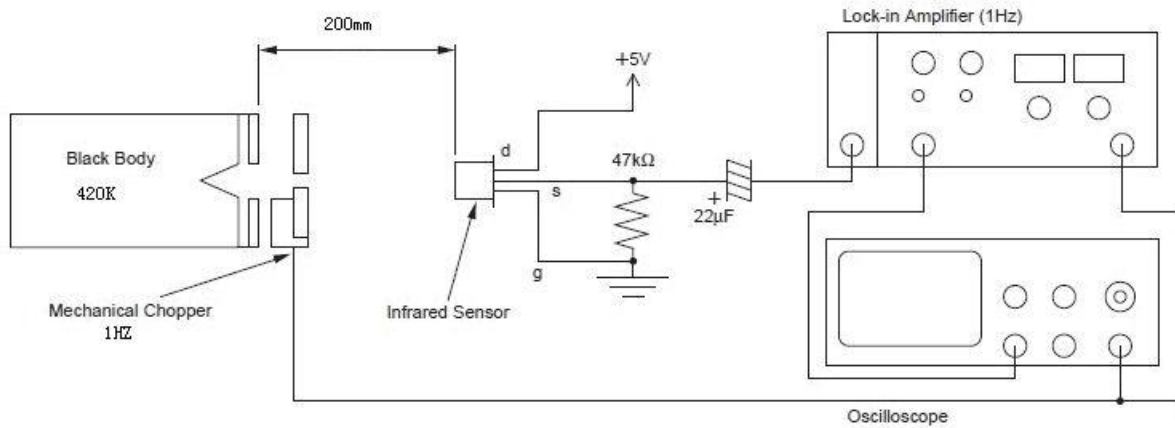 Lock-in Amplifier (1Hz)
200mm
+5V
Black Body
420K
d
47kΩ
s
+
22μF
g
Mechanical Chopper
1HZ
Infrared Sensor
Oscilloscope